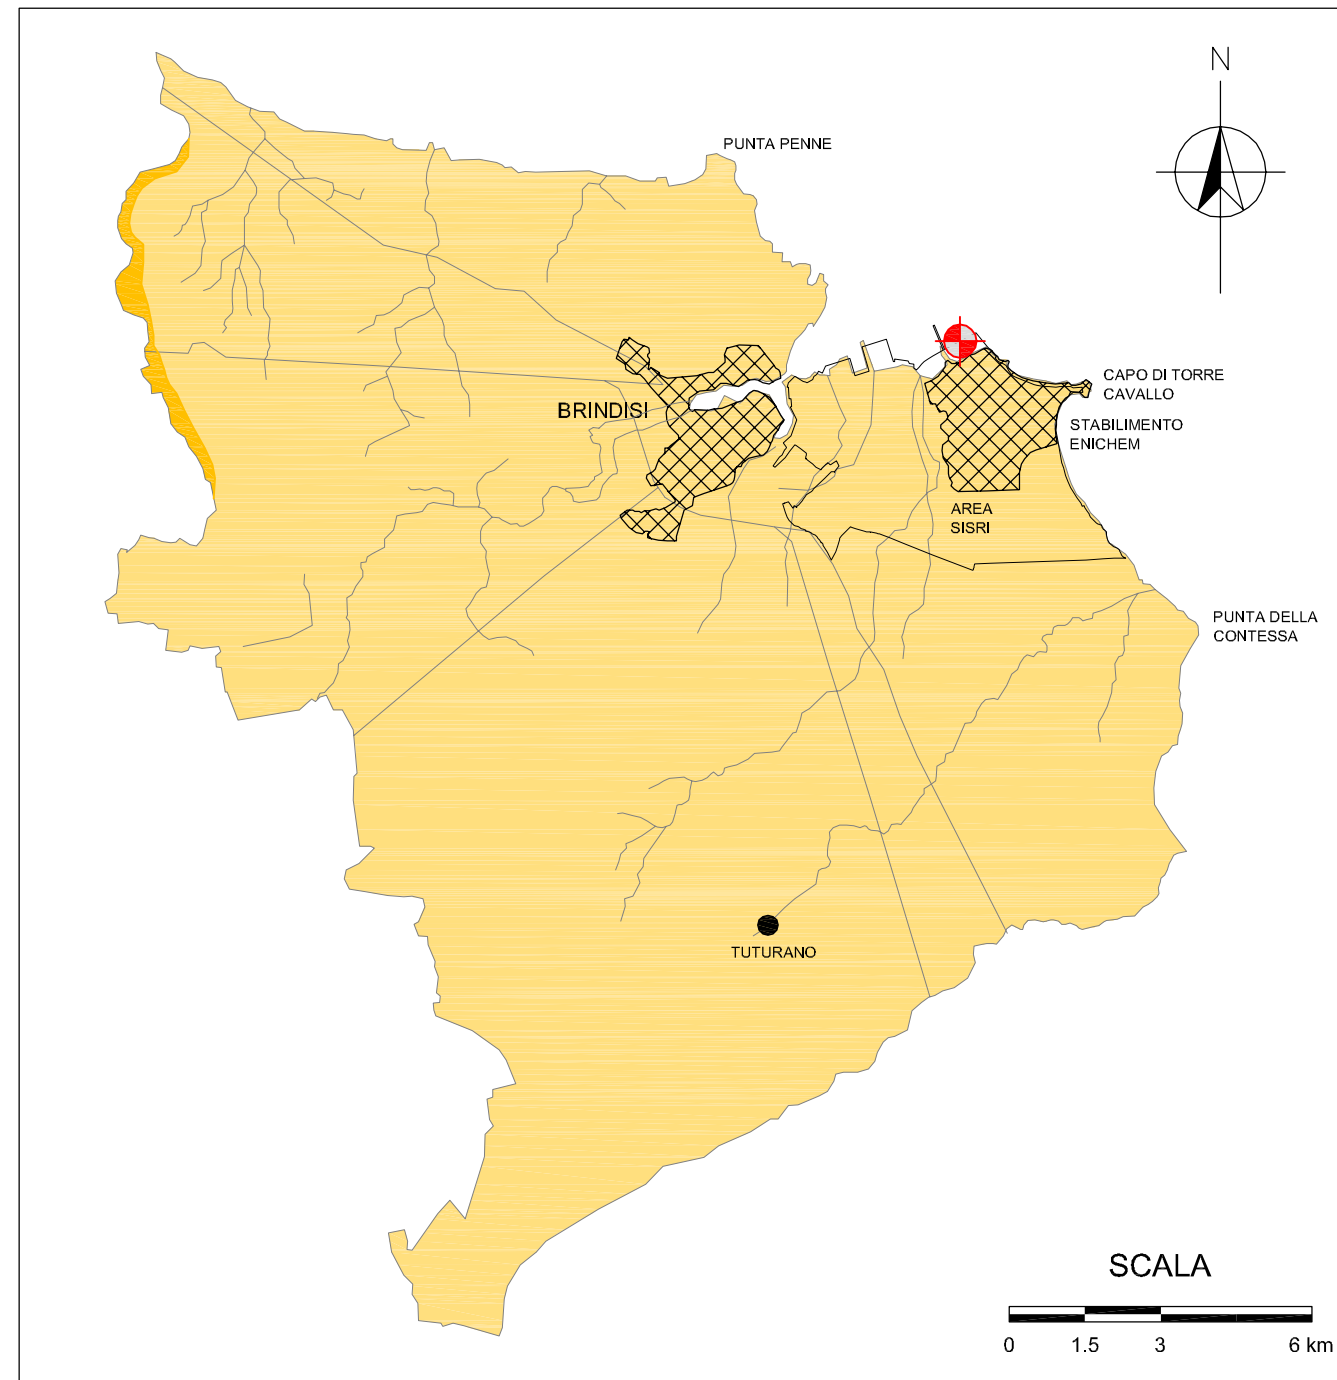 N
PUNTA PENNE
CAPO DI TORRE
CAVALLO
BRINDISI
STABILIMENTO
ENICHEM
AREA
SISRI
PUNTA DELLA
CONTESSA
TUTURANO
SCALA
0 1.5 3 6 km